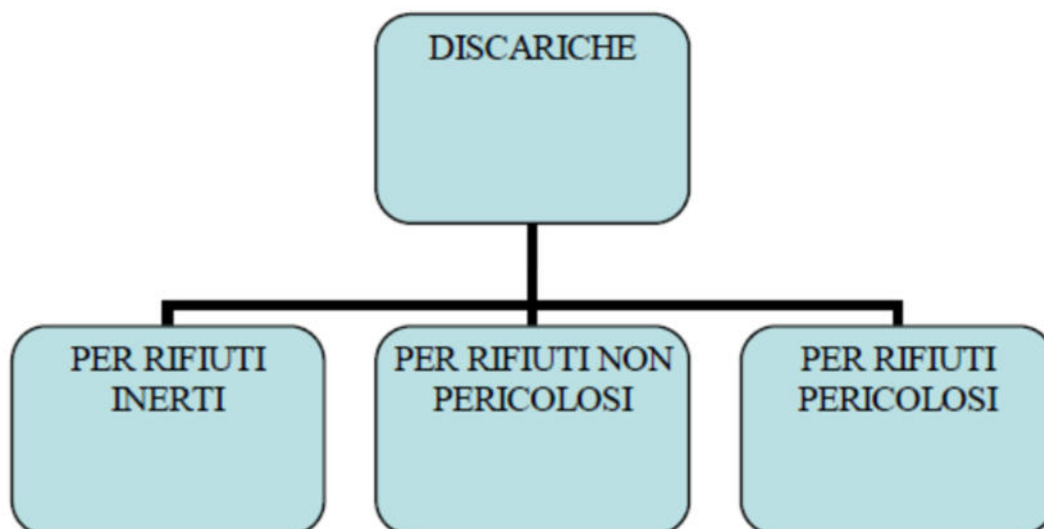 DISCARICHE
PER RIFIUTI
INERTI
PER RIFIUTI NON
PERICOLOSI
PER RIFIUTI
PERICOLOSI